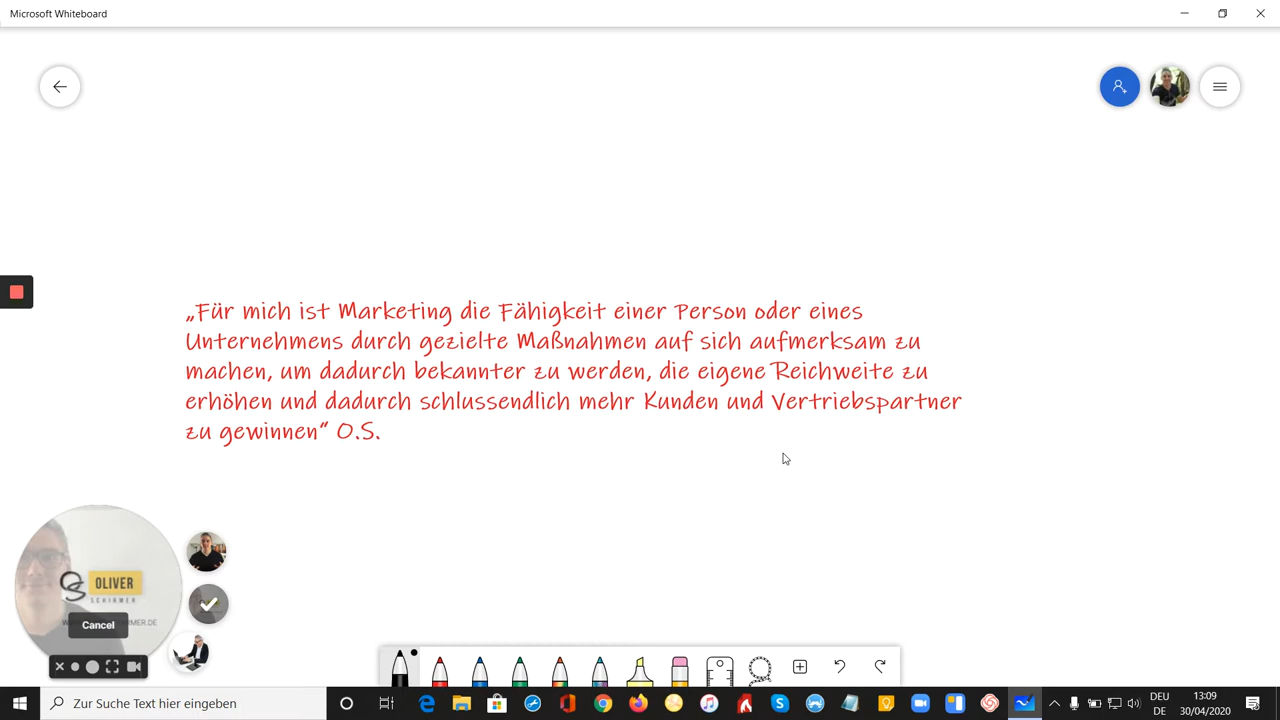 Microsoft Whiteboard
„Für mich ist Marketing die Fähigkeit einer Person oder eines
Unternehmens durch gezielte Maßnahmen auf sich aufmerksam zu
machen, um dadurch bekannter zu werden, die eigene Reichweite zu
erhöhen und dadurch schlussendlich mehr Kunden und Vertriebspartner
zu gewinnen“ O.S.
OS OLIVER
SCHIRMER
Cancel
Zur Suche Text hier eingeben
DEU
DE
13:09
30/04/2020